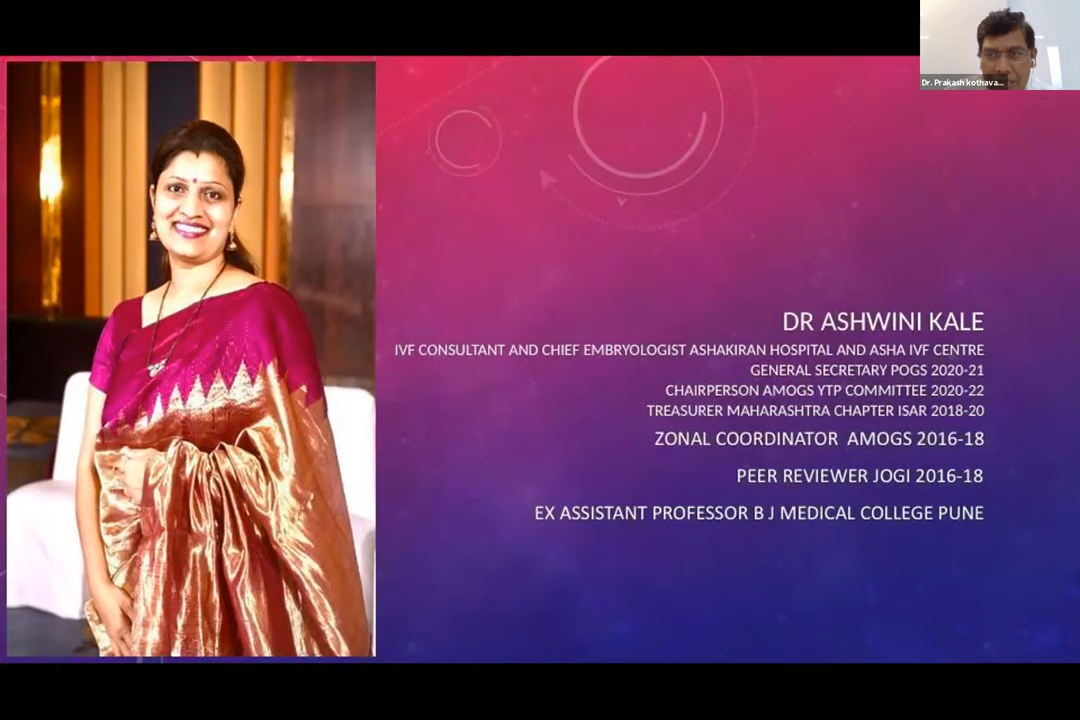 Dr. Prakash kothava...
DR ASHWINI KALE
IVF CONSULTANT AND CHIEF EMBRYOLOGIST ASHAKIRAN HOSPITAL AND ASHA IVF CENTRE
GENERAL SECRETARY POGS 2020-21
CHAIRPERSON AMOGS YTP COMMITTEE 2020-22
TREASURER MAHARASHTRA CHAPTER ISAR 2018-20
ZONAL COORDINATOR AMOGS 2016-18
PEER REVIEWER JOGI 2016-18
EX ASSISTANT PROFESSOR B J MEDICAL COLLEGE PUNE